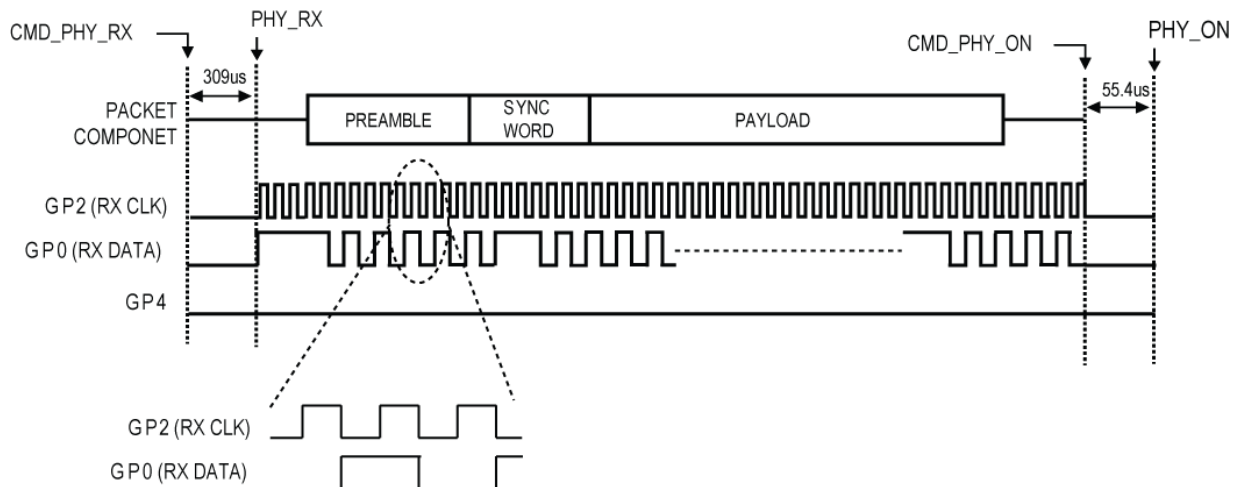 CMD_PHY_RX
PHY_RX
CMD_PHY_ON
PHY_ON
309us
55.4us
PACKET
COMPONET
PREAMBLE
SYNC
WORD
PAYLOAD
GP2 (RX CLK)
GP0 (RX DATA)
GP4
GP2 (RX CLK)
GP0 (RX DATA)